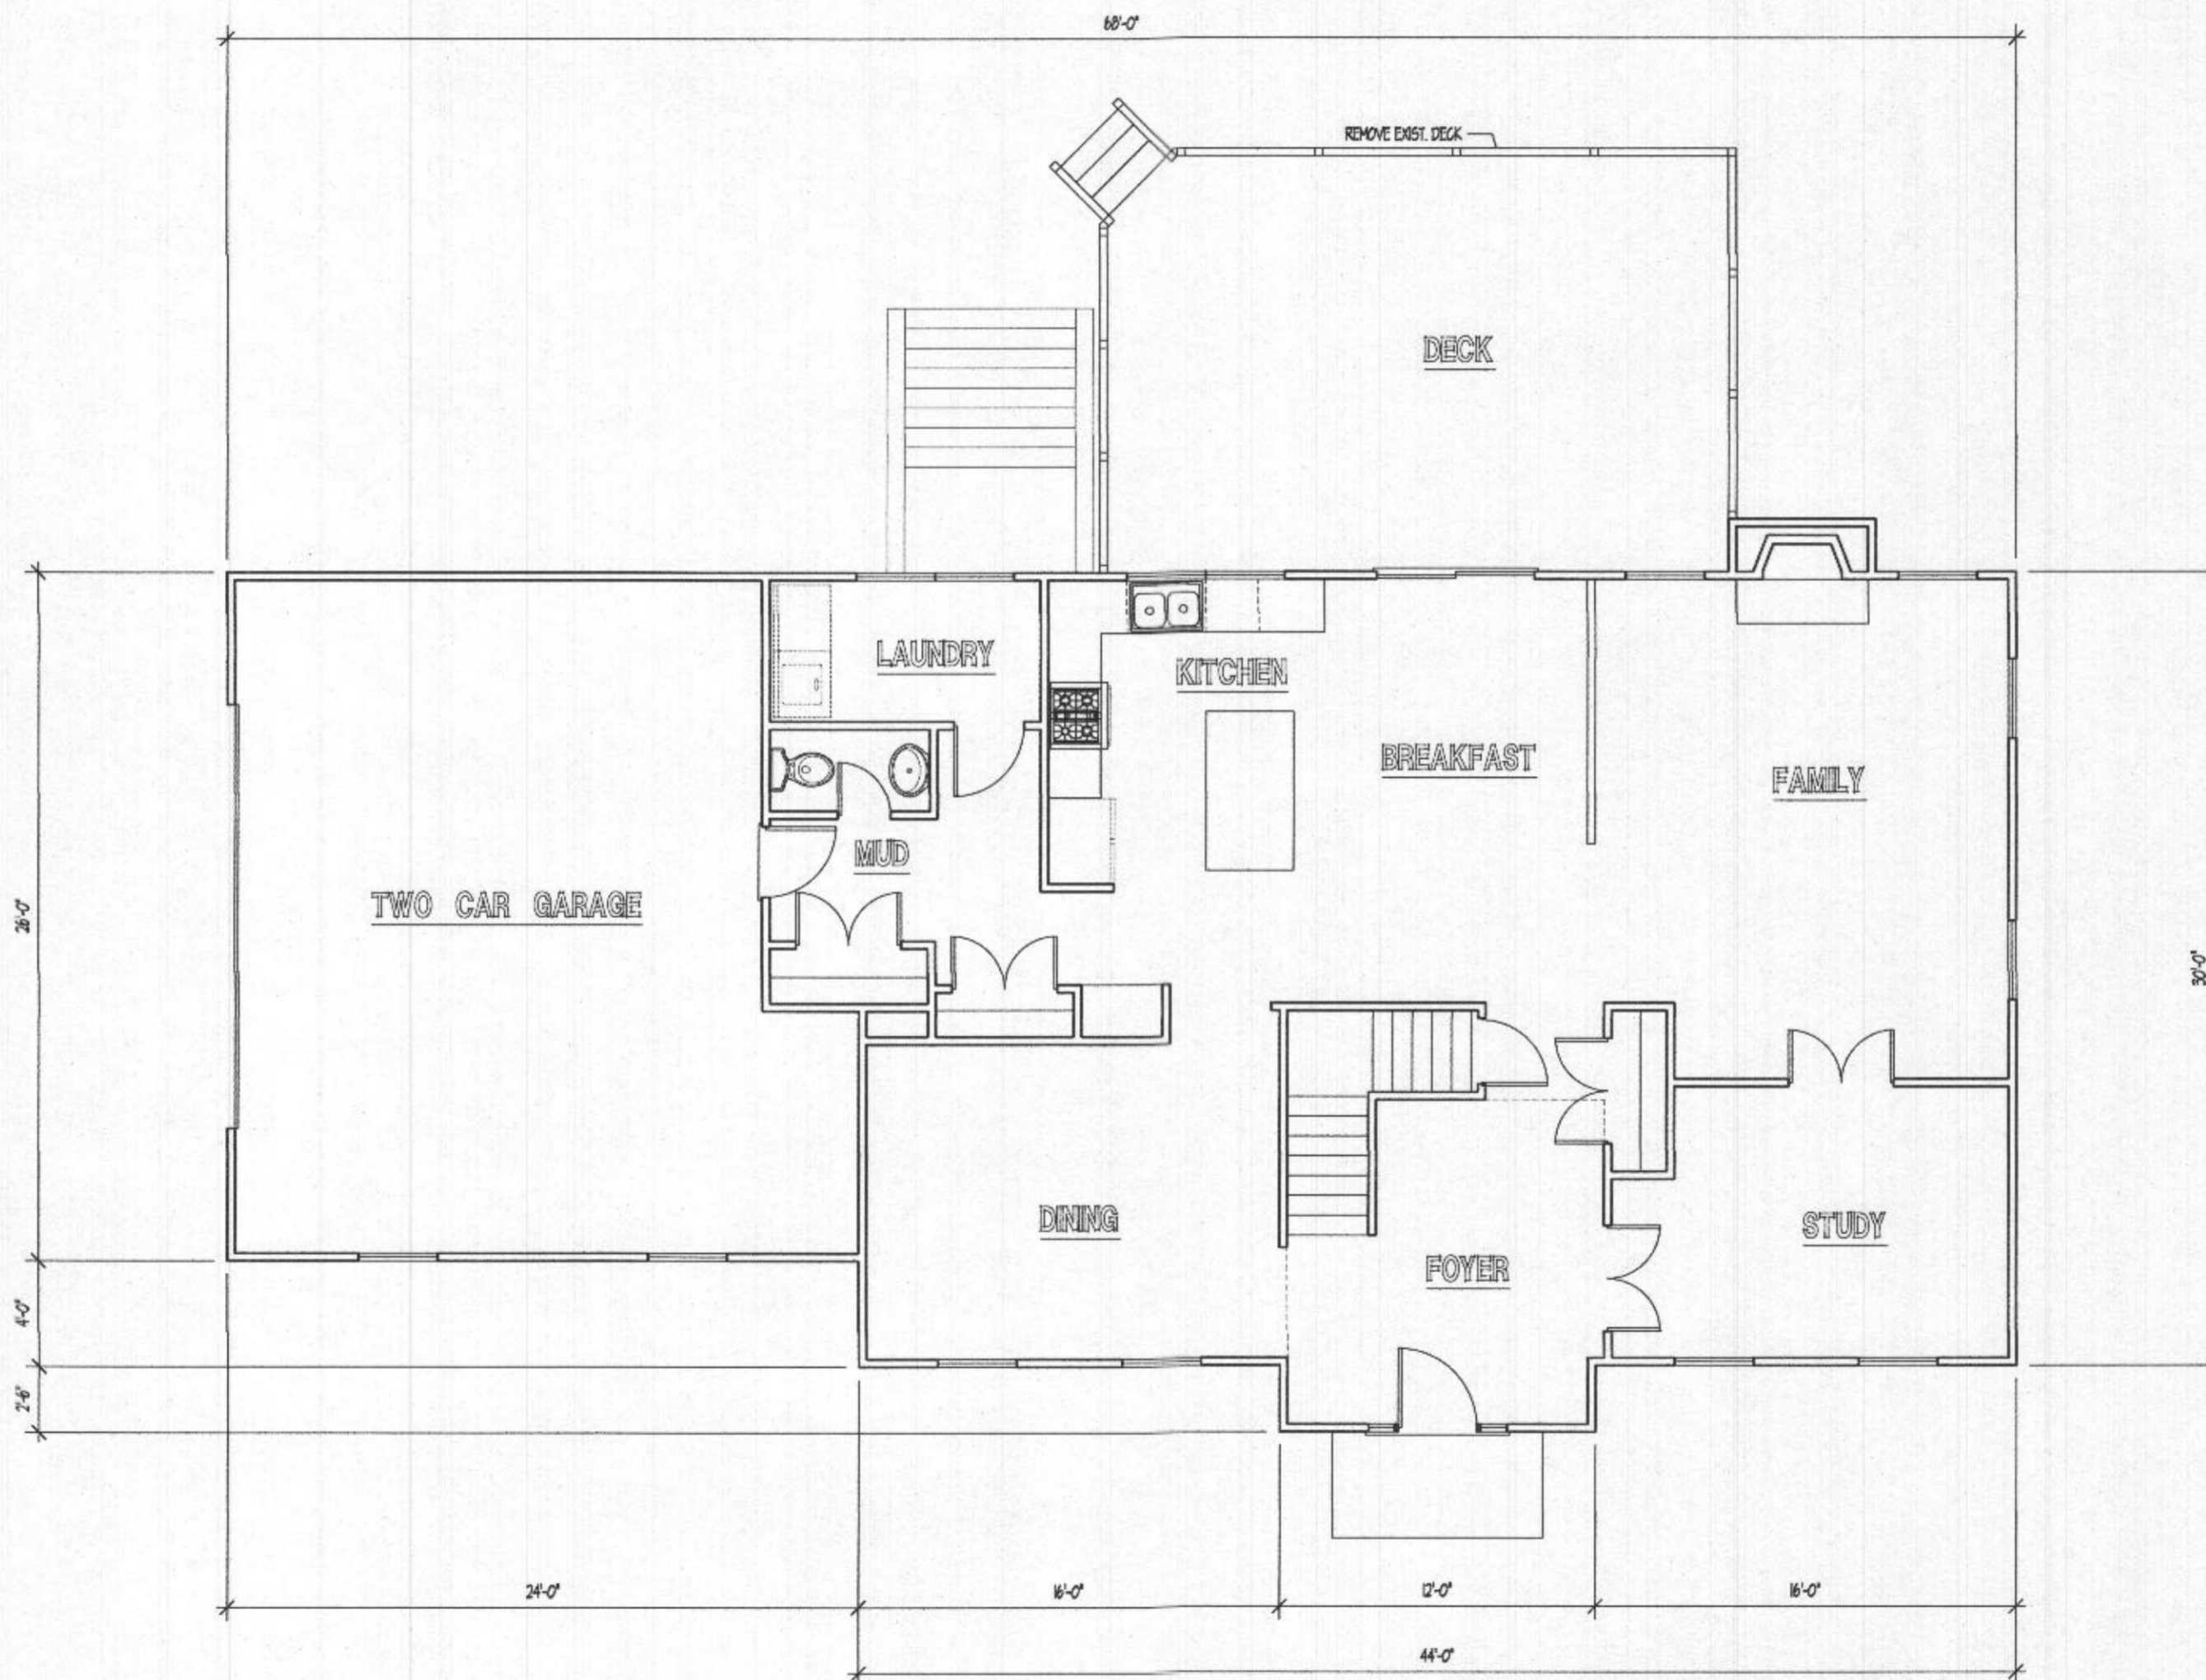 68'-0"
REMOVE EXIST. DECK
DECK
LAUNDRY
KITCHEN
BREAKFAST
FAMILY
MUD
TWO CAR GARAGE
26'-0"
30'-0"
DINING
STUDY
FOYER
4'-0"
2'-6"
24'-0"
16'-0"
12'-0"
16'-0"
44'-0"